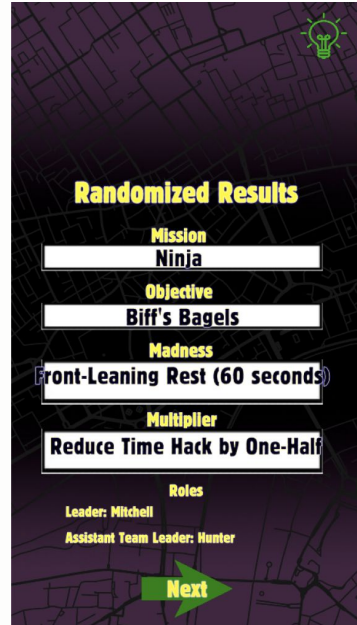 Randomized Results
Mission
Ninja
Objective
Biff's Bagels
Madness
Front-Leaning Rest (60 seconds)
Multiplier
Reduce Time Hack by One-Half
Roles
Leader: Mitchell
Assistant Team Leader: Hunter
Next